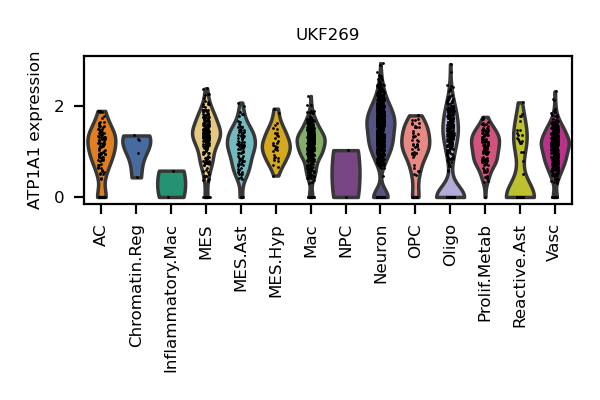 UKF269
ATP1A1 expression
2
0
AC
Chromatin.Reg
Inflammatory.Mac
MES
MES.Ast
MES.Hyp
Mac
NPC
Neuron
OPC
Oligo
Prolif.Metab
Reactive.Ast
Vasc